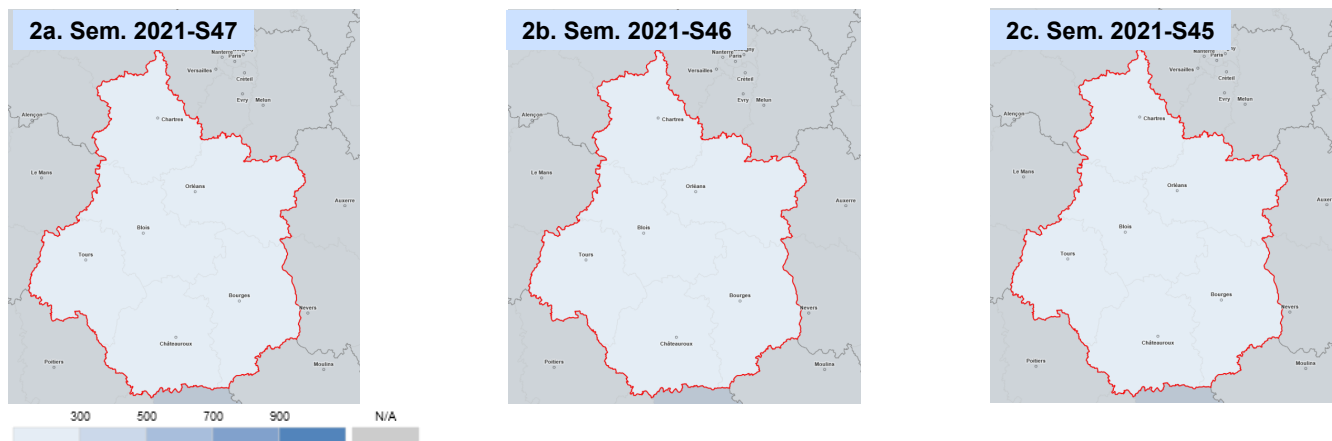 2a. Sem. 2021-S47
Nanterre
Paris
Versailles
Créteil
Evry
Melun
Alençon
Chartres
Le Mans
Orléans
Auxerre
Blois
Tours
Bourges
Nevers
Châteauroux
Poitiers
Moulins
2b. Sem. 2021-S46
Nanterre
Paris
Versailles
Créteil
Evry
Melun
Alençon
Chartres
Le Mans
Orléans
Auxerre
Blois
Tours
Bourges
Nevers
Châteauroux
Poitiers
Moulins
2c. Sem. 2021-S45
Paris
Versailles
Créteil
Evry
Melun
Alençon
Chartres
Le Mans
Orléans
Blois
Tours
Bourges
Nevers
Châteauroux
Poitiers
Moulins
300 500 700 900 N/A